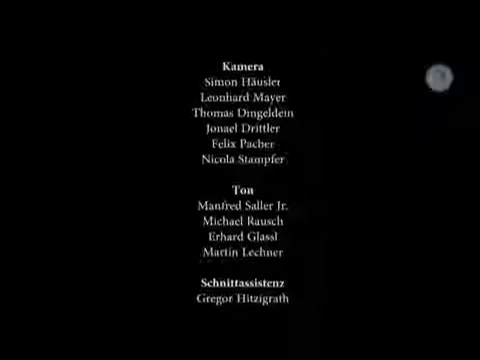 Kamera
Simon Häusler
Leonhard Mayer
Thomas Dingeldein
Jonael Drittler
Felix Pacher
Nicola Stampfer
Ton
Manfred Saller Jr.
Michael Rausch
Erhard Glassl
Martin Lechner
Schnittassistenz
Gregor Hitzigrath